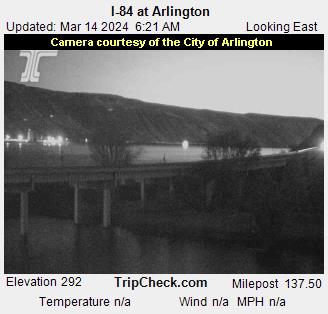 I-84 at Arlington
Updated: Mar 14 2024 6:21 AM Looking East
Camera courtesy of the City of Arlington
Elevation 292 TripCheck.com Milepost 137.50
Temperature n/a Wind n/a MPH n/a